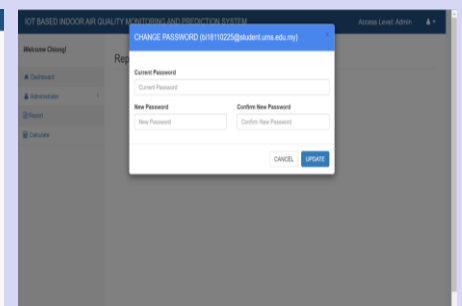 IOT BASED INDOOR AIR QUALITY MONITORING AND PREDICTION SYSTEM
Access Level: Admin
Welcome Chiong!
Rep
CHANGE PASSWORD (bi18110225@student.ums.edu.my)
Current Password
Current Password
New Password
Confirm New Password
New Password
Confirm New Password
CANCEL
UPDATE
Dashboard
Administrator
Report
Calculate